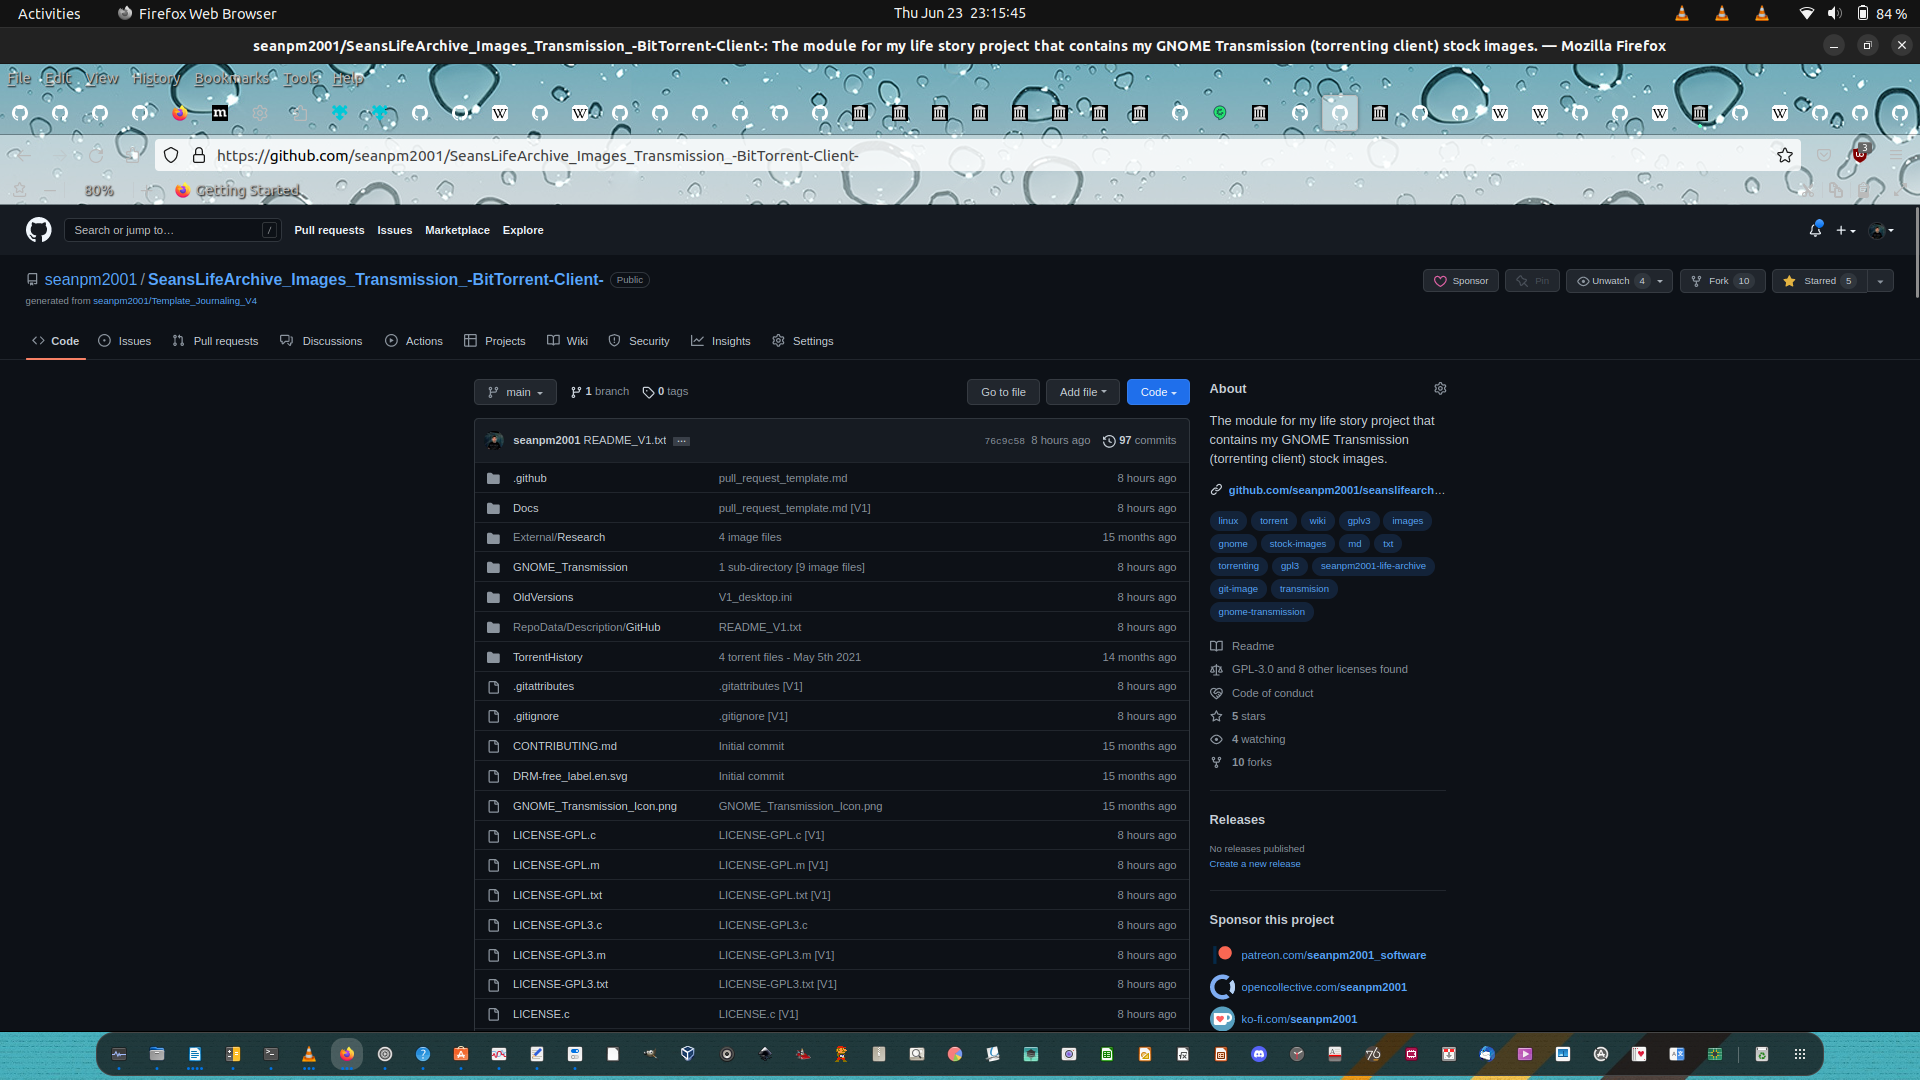 Activities
Firefox Web Browser
Thu Jun 23 23:15:45
84 %
seanpm2001/SeansLifeArchive_Images_Transmission_-BitTorrent-Client-: The module for my life story project that contains my GNOME Transmission (torrenting client) stock images. — Mozilla Firefox
File Edit View History Bookmarks Tools Help
https://github.com/seanpm2001/SeansLifeArchive_Images_Transmission_-BitTorrent-Client-
3
80%
Getting Started
Search or jump to…
/
Pull requests Issues Marketplace Explore
seanpm2001 / SeansLifeArchive_Images_Transmission_-BitTorrent-Client- Public
Sponsor Pin Unwatch 4 Fork 10 Starred 5
generated from seanpm2001/Template_Journaling_V4
Code Issues Pull requests Discussions Actions Projects Wiki Security Insights Settings
main 1 branch 0 tags Go to file Add file Code
seanpm2001 README_V1.txt ... 76c9c58 8 hours ago 97 commits
.github pull_request_template.md 8 hours ago
Docs pull_request_template.md [V1] 8 hours ago
External/Research 4 image files 15 months ago
GNOME_Transmission 1 sub-directory [9 image files] 8 hours ago
OldVersions V1_desktop.ini 8 hours ago
RepoData/Description/GitHub README_V1.txt 8 hours ago
TorrentHistory 4 torrent files - May 5th 2021 14 months ago
.gitattributes .gitattributes [V1] 8 hours ago
.gitignore .gitignore [V1] 8 hours ago
CONTRIBUTING.md Initial commit 15 months ago
DRM-free_label.en.svg Initial commit 15 months ago
GNOME_Transmission_Icon.png GNOME_Transmission_Icon.png 15 months ago
LICENSE-GPL.c LICENSE-GPL.c [V1] 8 hours ago
LICENSE-GPL.m LICENSE-GPL.m [V1] 8 hours ago
LICENSE-GPL.txt LICENSE-GPL.txt [V1] 8 hours ago
LICENSE-GPL3.c LICENSE-GPL3.c 8 hours ago
LICENSE-GPL3.m LICENSE-GPL3.m [V1] 8 hours ago
LICENSE-GPL3.txt LICENSE-GPL3.txt [V1] 8 hours ago
LICENSE.c LICENSE.c [V1] 8 hours ago
About
The module for my life story project that
contains my GNOME Transmission
(torrenting client) stock images.
github.com/seanpm2001/seanslifearch…
linux torrent wiki gplv3 images
gnome stock-images md txt
torrenting gpl3 seanpm2001-life-archive
git-image transmision
gnome-transmission
Readme
GPL-3.0 and 8 other licenses found
Code of conduct
5 stars
4 watching
10 forks
Releases
No releases published
Create a new release
Sponsor this project
patreon.com/seanpm2001_software
opencollective.com/seanpm2001
ko-fi.com/seanpm2001